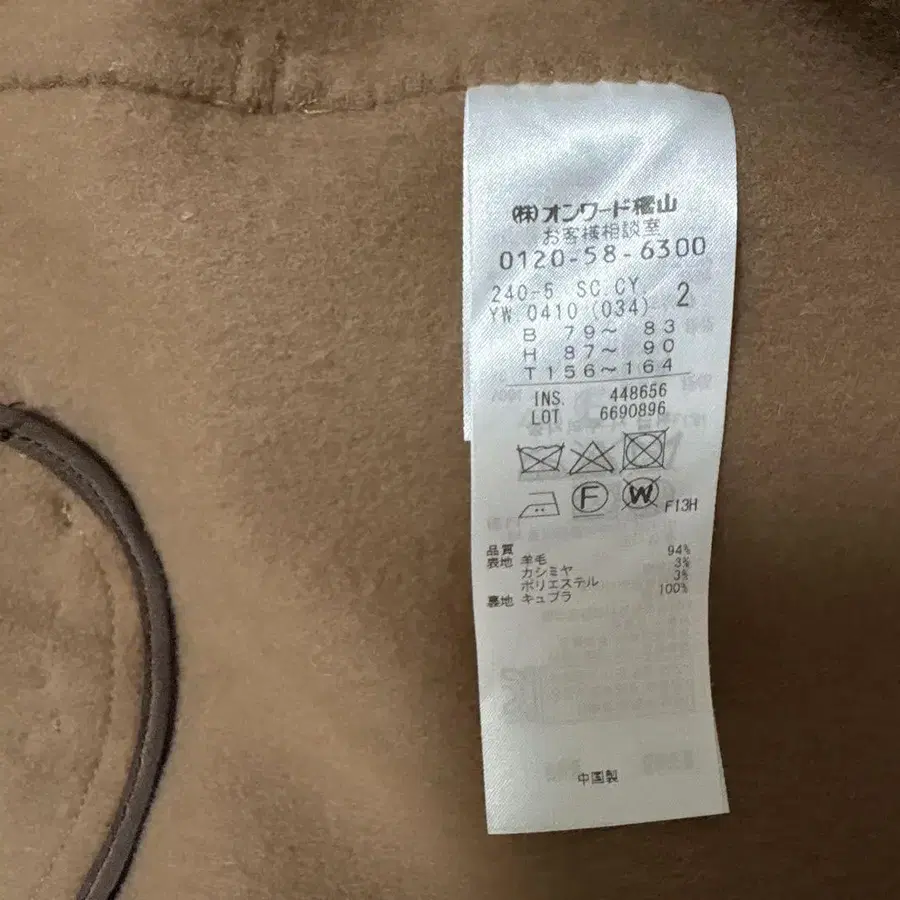 ㈱オンワード樫山
お客様相談室
0120-58-6300
240-5 SC.CY. 2
YW 0410 (034)
B 79～ 83
H 87～ 90
T156～164
INS. 448656
LOT 6690896
F W F13H
品質
表地 羊毛 94%
カシミヤ 3%
ポリエステル 3%
裏地 キュプラ 100%
中国製